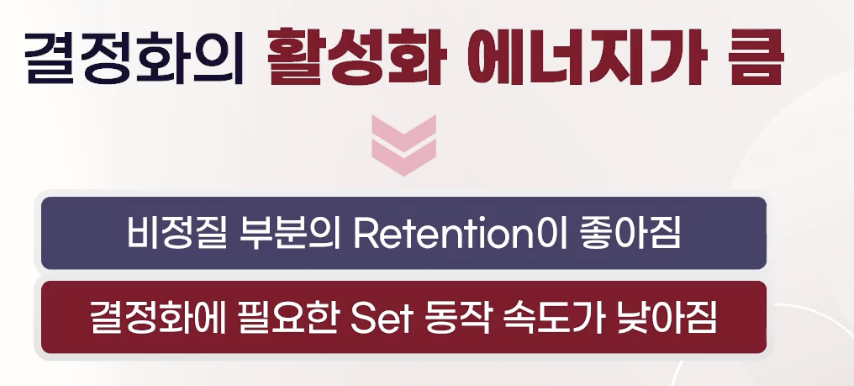 결정화의 활성화 에너지가 큼
비정질 부분의 Retention이 좋아짐
결정화에 필요한 Set 동작 속도가 낮아짐